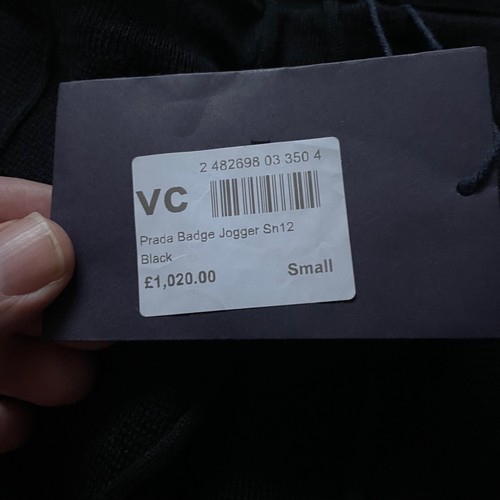 2 482698 03 350 4
VC
Prada Badge Jogger Sn12
Black
£1,020.00
Small